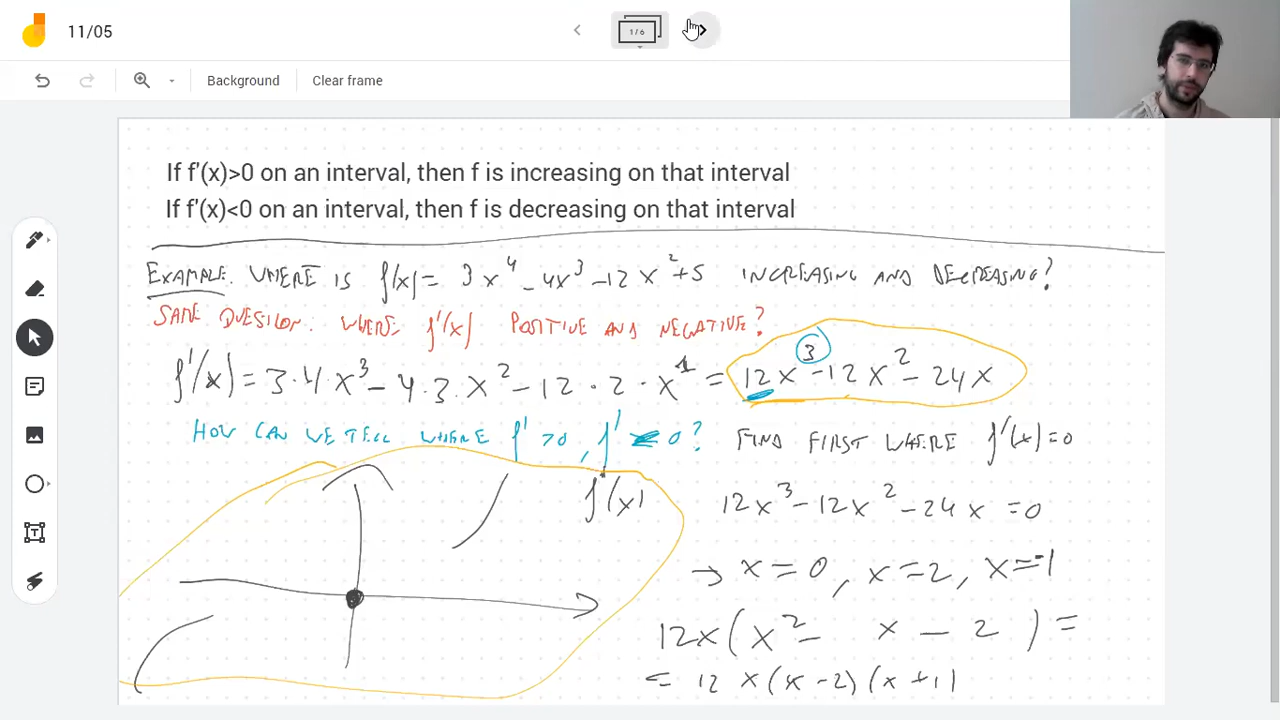 11/05
1/6
Background
Clear frame
If f'(x)>0 on an interval, then f is increasing on that interval
If f'(x)<0 on an interval, then f is decreasing on that interval
EXAMPLE. WHERE IS f(x) = 3x⁴ - 4x³ - 12x² + 5 INCREASING AND DECREASING?
SAME QUESTION: WHERE f'(x) POSITIVE AND NEGATIVE?
f'(x) = 3·4x³ - 4·3·x² - 12·2·x¹ = 12x³ - 12x² - 24x
HOW CAN WE TELL WHERE f' >0, f' < 0? FIND FIRST WHERE f'(x)=0
f'(x)
12x³ - 12x² - 24x = 0
→ x = 0, x = 2, x = -1
12x(x² - x - 2) =
= 12x(x-2)(x+1)